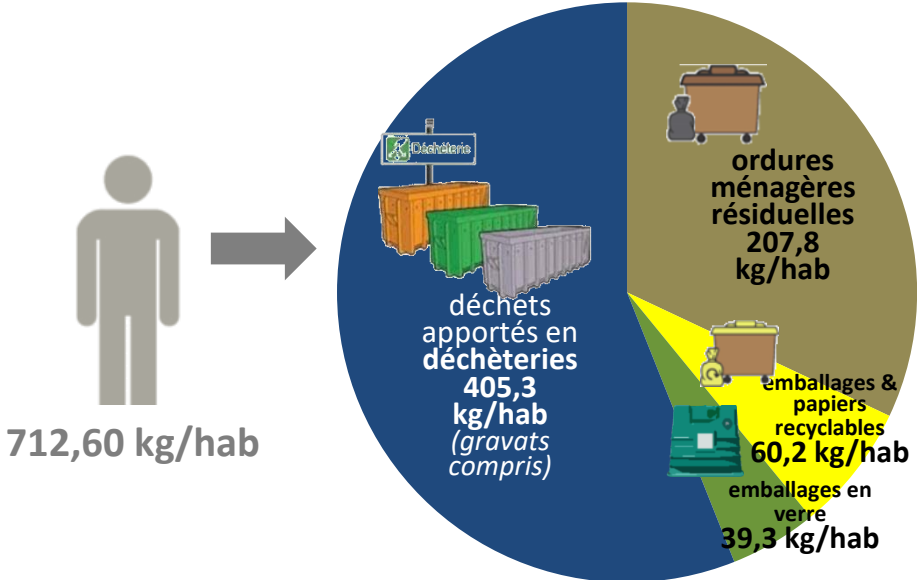 712,60 kg/hab
Déchèterie
déchets
apportés en
déchèteries
405,3
kg/hab
(gravats
compris)
ordures
ménagères
résiduelles
207,8
kg/hab
emballages &
papiers
recyclables
60,2 kg/hab
emballages en
verre
39,3 kg/hab